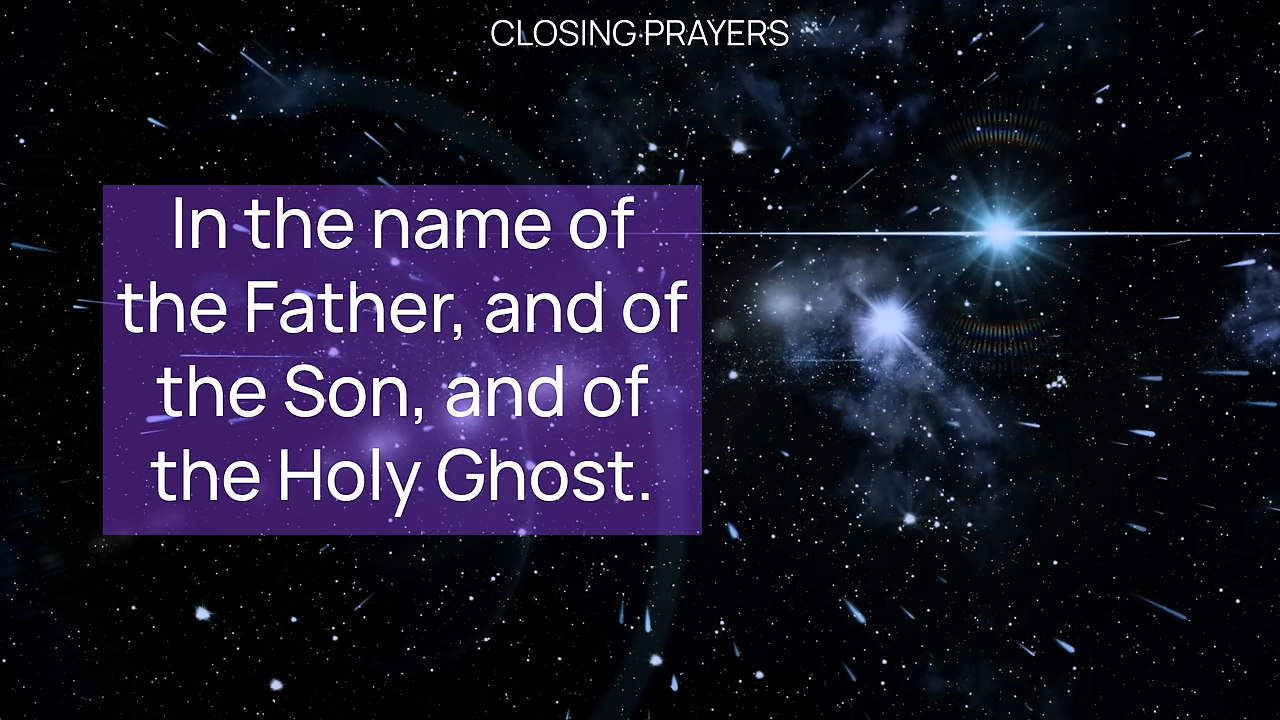 CLOSING PRAYERS
In the name of
the Father, and of
the Son, and of
the Holy Ghost.